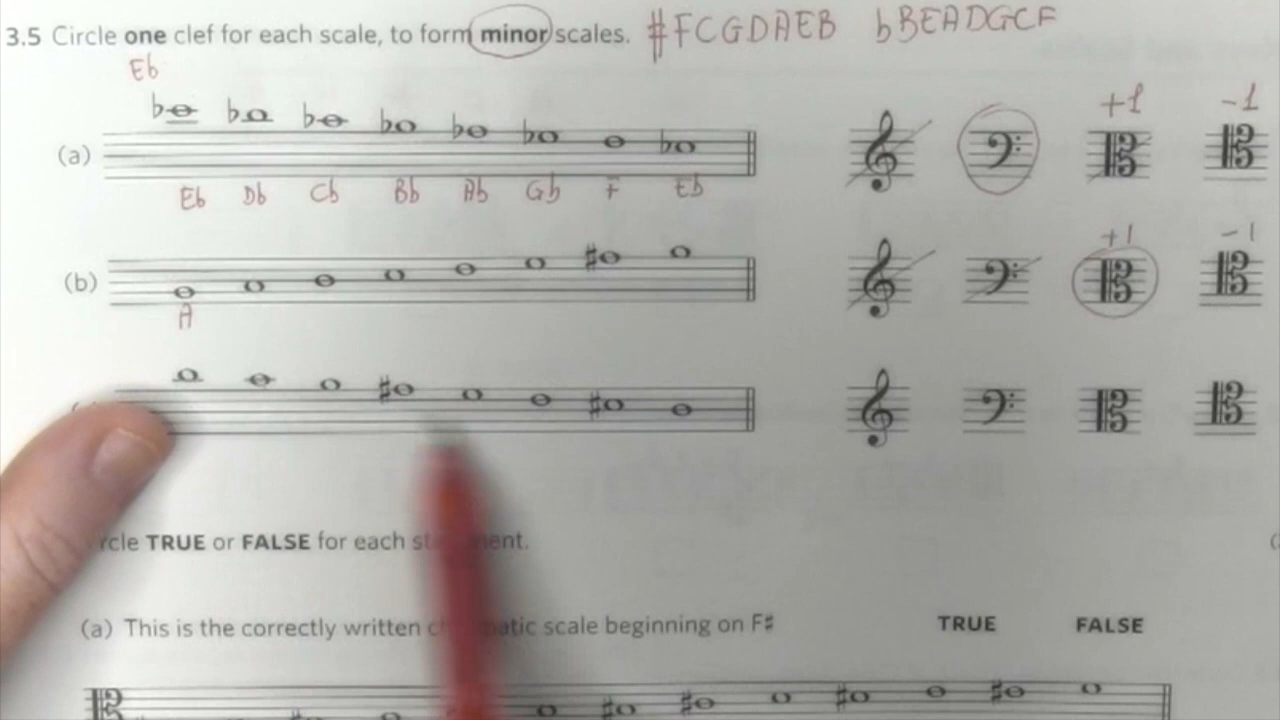 3.5 Circle one clef for each scale, to form minor scales. #FCGDAEB bBEADGCF
Eb
+1 -1
(a)
Eb Db Cb Bb Ab Gb F Eb
+1 -1
(b)
A
rcle TRUE or FALSE for each
(a) This is the correctly written scale beginning on F♯ TRUE FALSE